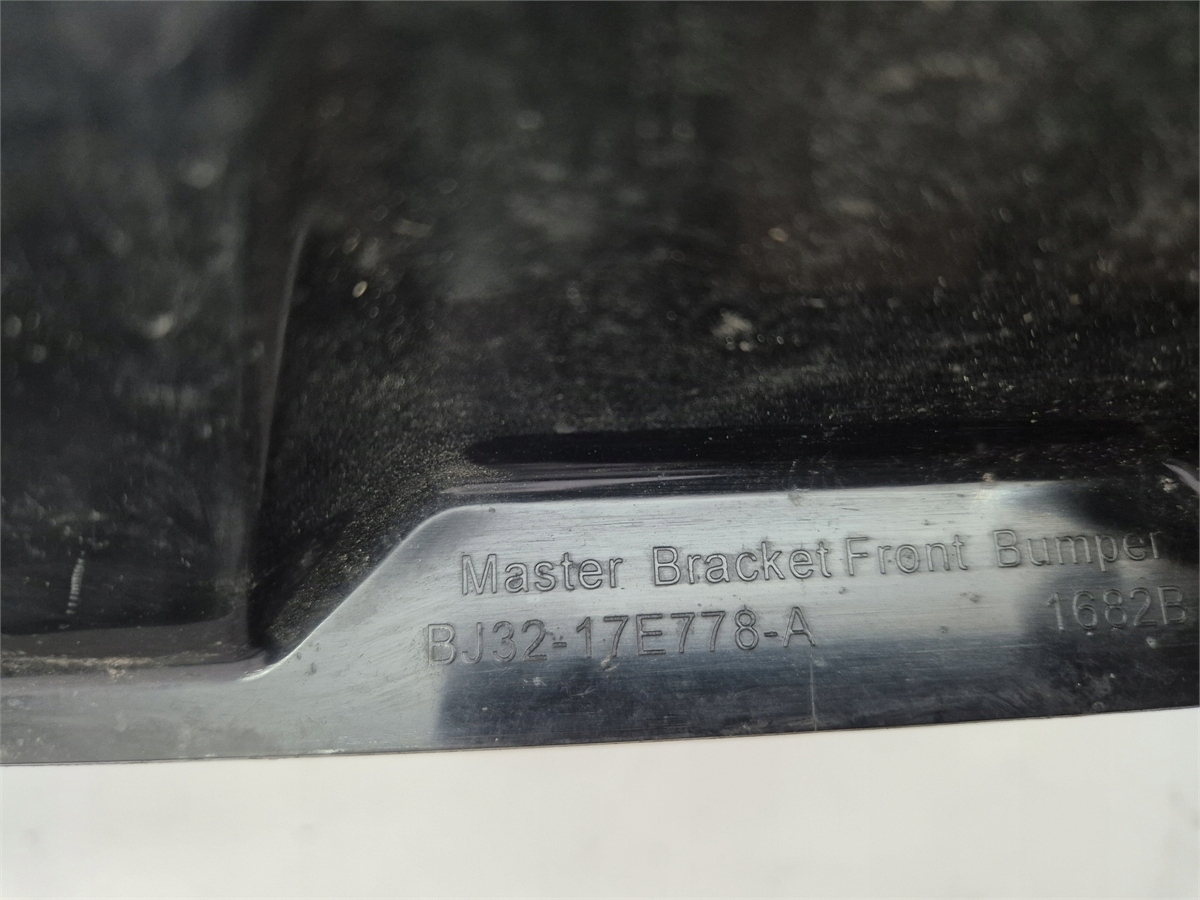 Master Bracket Front Bumper
BJ32-17E778-A 1682B